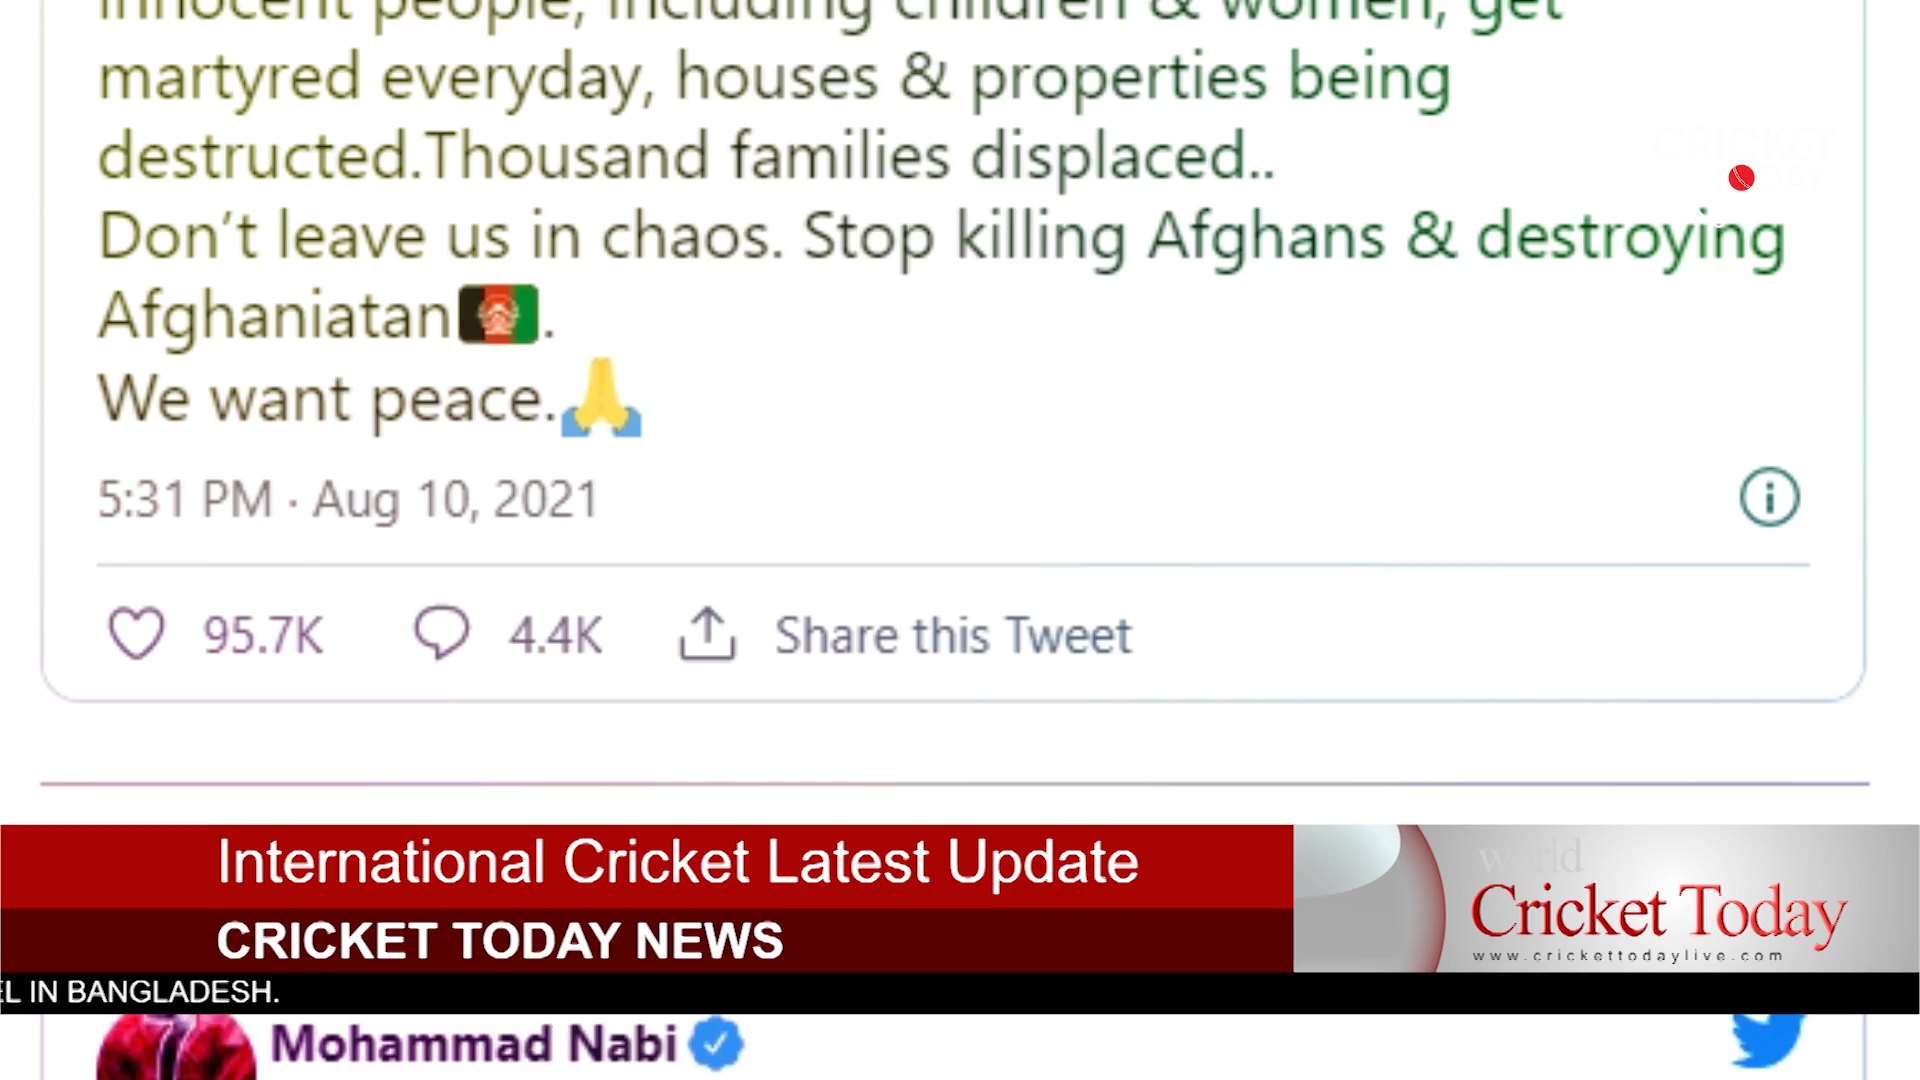 innocent people, including children & women, get
martyred everyday, houses & properties being
destructed.Thousand families displaced..
Don’t leave us in chaos. Stop killing Afghans & destroying
Afghaniatan🇦🇫.
We want peace.🙏
5:31 PM · Aug 10, 2021
95.7K 4.4K Share this Tweet
CRICKET
TODAY
International Cricket Latest Update
CRICKET TODAY NEWS
world
Cricket Today
www.crickettodaylive.com
EL IN BANGLADESH.
Mohammad Nabi